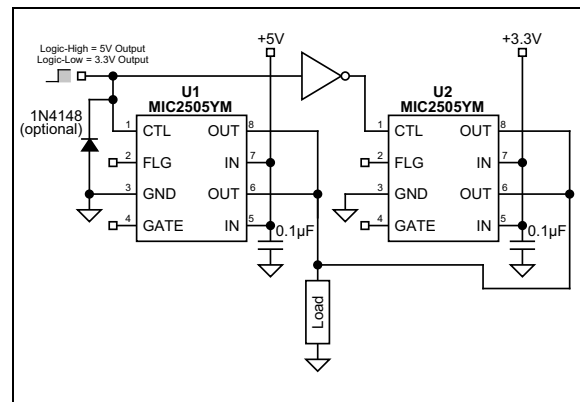 Logic-High = 5V Output
Logic-Low = 3.3V Output
+5V
+3.3V
U1
MIC2505YM
U2
MIC2505YM
1N4148
(optional)
1 CTL OUT 8
2 FLG IN 7
3 GND OUT 6
4 GATE IN 5
0.1µF
1 CTL OUT 8
2 FLG IN 7
3 GND OUT 6
4 GATE IN 5
0.1µF
Load